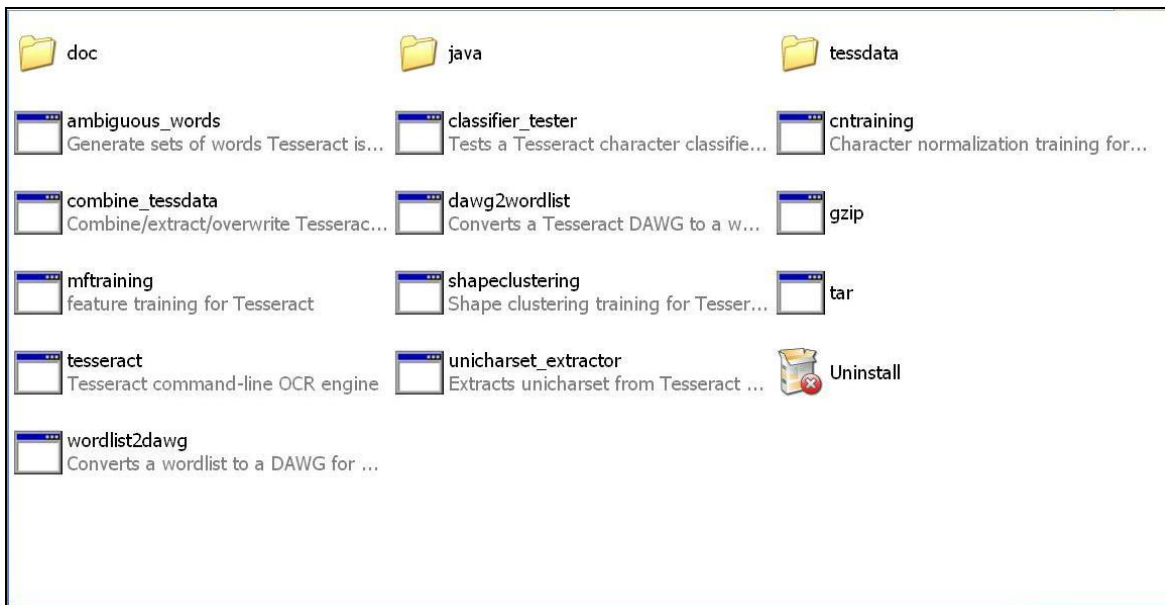 doc
java
tessdata
ambiguous_words
Generate sets of words Tesseract is...
classifier_tester
Tests a Tesseract character classifie...
cntraining
Character normalization training for...
combine_tessdata
Combine/extract/overwrite Tesserac...
dawg2wordlist
Converts a Tesseract DAWG to a w...
gzip
mftraining
feature training for Tesseract
shapeclustering
Shape clustering training for Tesser...
tar
tesseract
Tesseract command-line OCR engine
unicharset_extractor
Extracts unicharset from Tesseract ...
Uninstall
wordlist2dawg
Converts a wordlist to a DAWG for ...